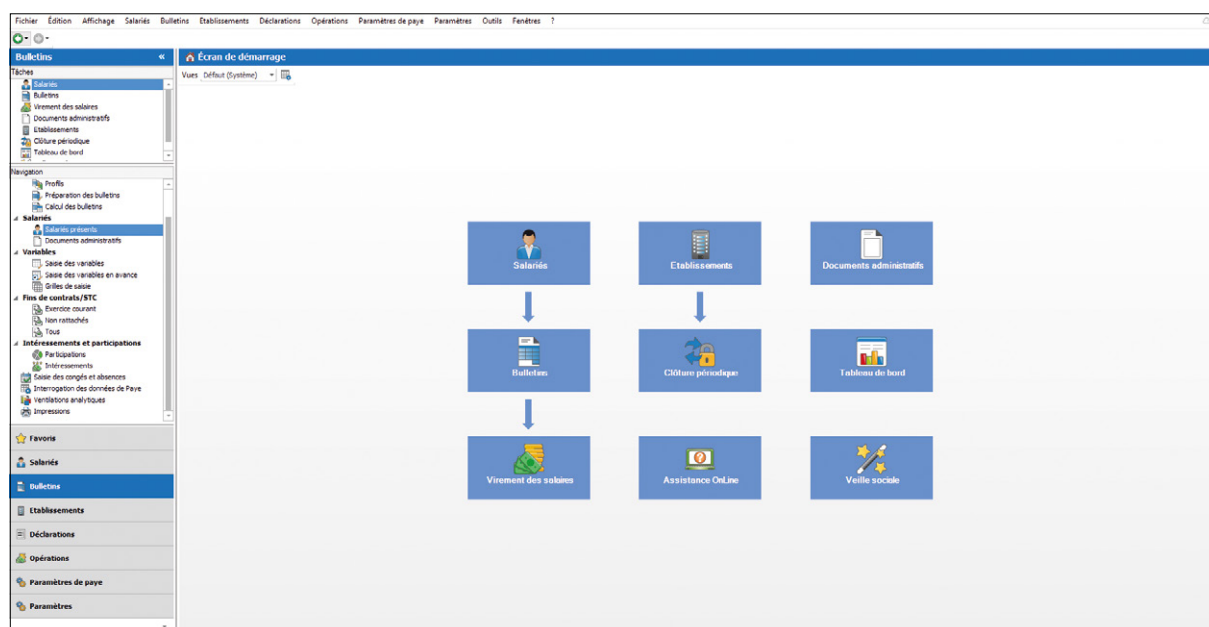 Fichier Édition Affichage Salariés Bulletins Etablissements Déclarations Opérations Paramètres de paye Paramètres Outils Fenêtres ?
Bulletins «
Tâches
Salariés
Bulletins
Virement des salaires
Documents administratifs
Etablissements
Clôture périodique
Tableau de bord
Navigation
Profils
Préparation des bulletins
Calcul des bulletins
Salariés
Salariés présents
Documents administratifs
Variables
Saisie des variables
Saisie des variables en avance
Grilles de saisie
Fins de contrats/STC
Exercice courant
Non rattachés
Tous
Intéressements et participations
Participations
Intéressements
Saisie des congés et absences
Interrogation des données de Paye
Ventilations analytiques
Impressions
Favoris
Salariés
Bulletins
Etablissements
Déclarations
Opérations
Paramètres de paye
Paramètres
Écran de démarrage
Vues Défaut (Système)
Salariés Etablissements Documents administratifs
Bulletins Clôture périodique Tableau de bord
Virement des salaires Assistance OnLine Veille sociale